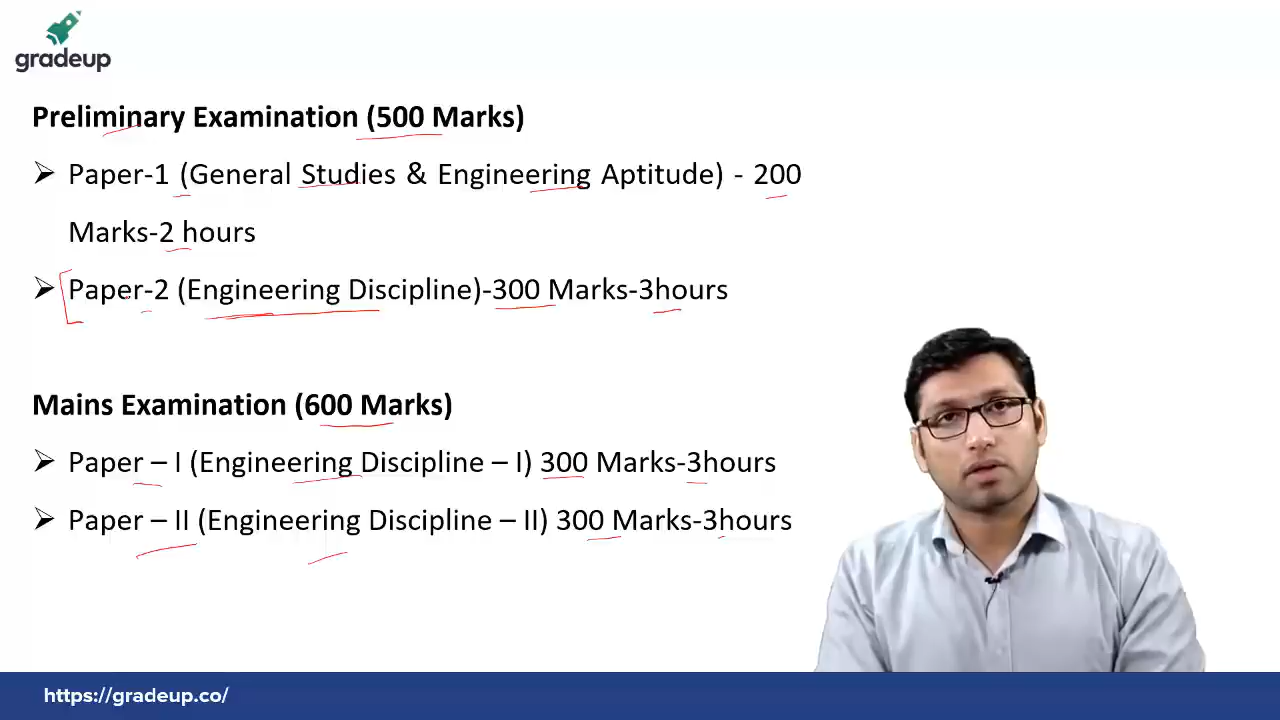 gradeup
Preliminary Examination (500 Marks)
➢ Paper-1 (General Studies & Engineering Aptitude) - 200
Marks-2 hours
➢ Paper-2 (Engineering Discipline)-300 Marks-3hours
Mains Examination (600 Marks)
➢ Paper – I (Engineering Discipline – I) 300 Marks-3hours
➢ Paper – II (Engineering Discipline – II) 300 Marks-3hours
https://gradeup.co/